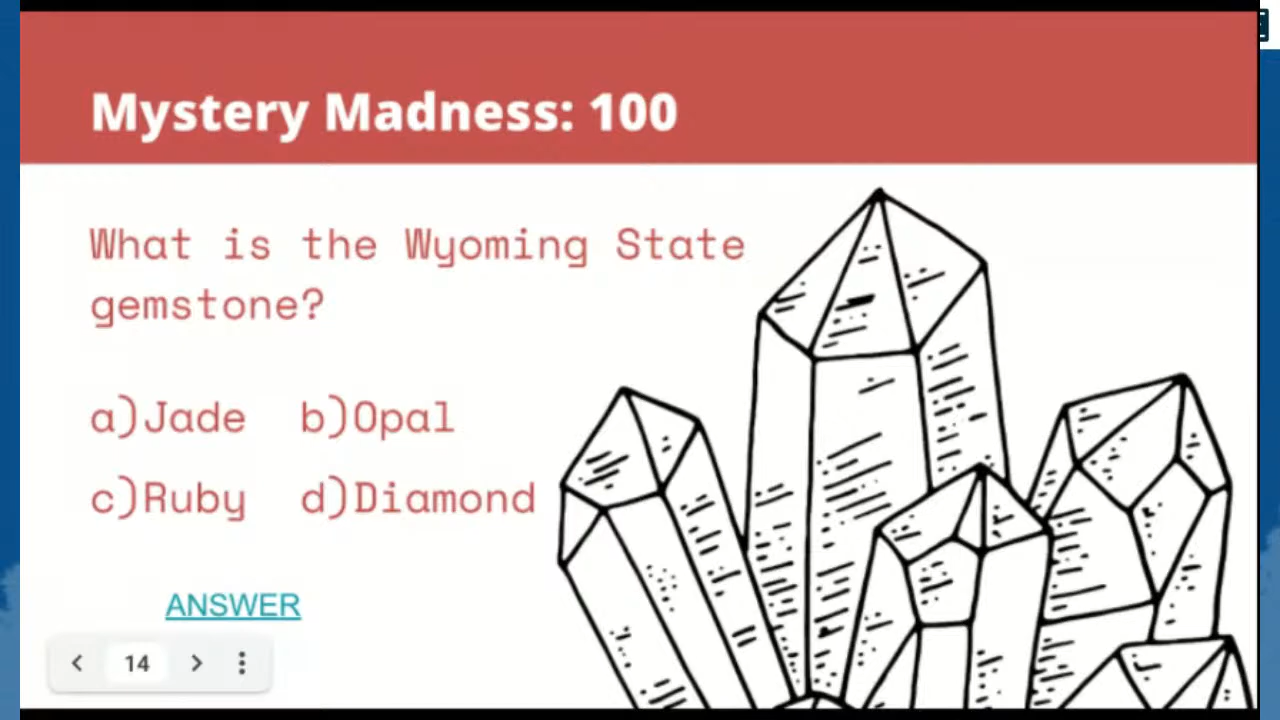 Mystery Madness: 100
What is the Wyoming State
gemstone?
a)Jade b)Opal
c)Ruby d)Diamond
ANSWER
14